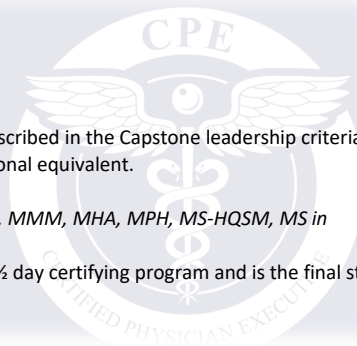 CPE
scribed in the Capstone leadership criteria
onal equivalent.
, MMM, MHA, MPH, MS-HQSM, MS in
½ day certifying program and is the final st
CERTIFIED PHYSICIAN EXECUTIVE